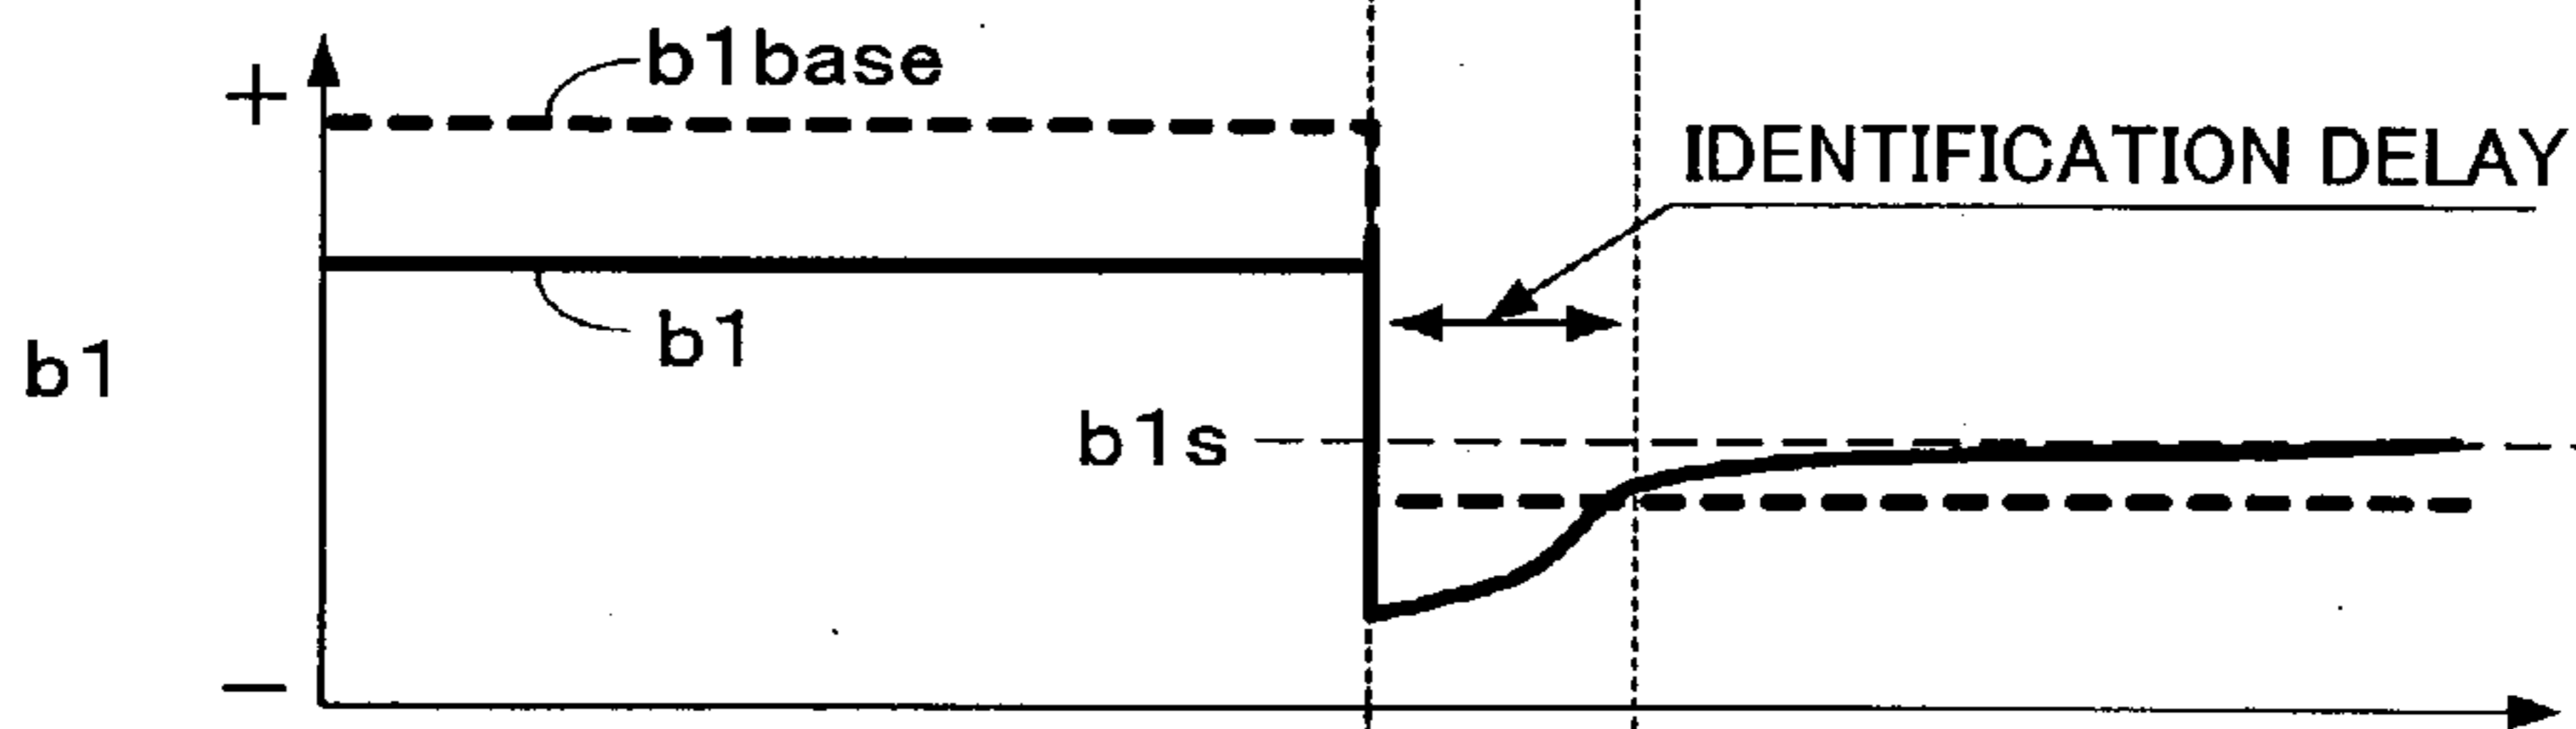 +
b1base
IDENTIFICATION DELAY
b1
b1
b1s
−